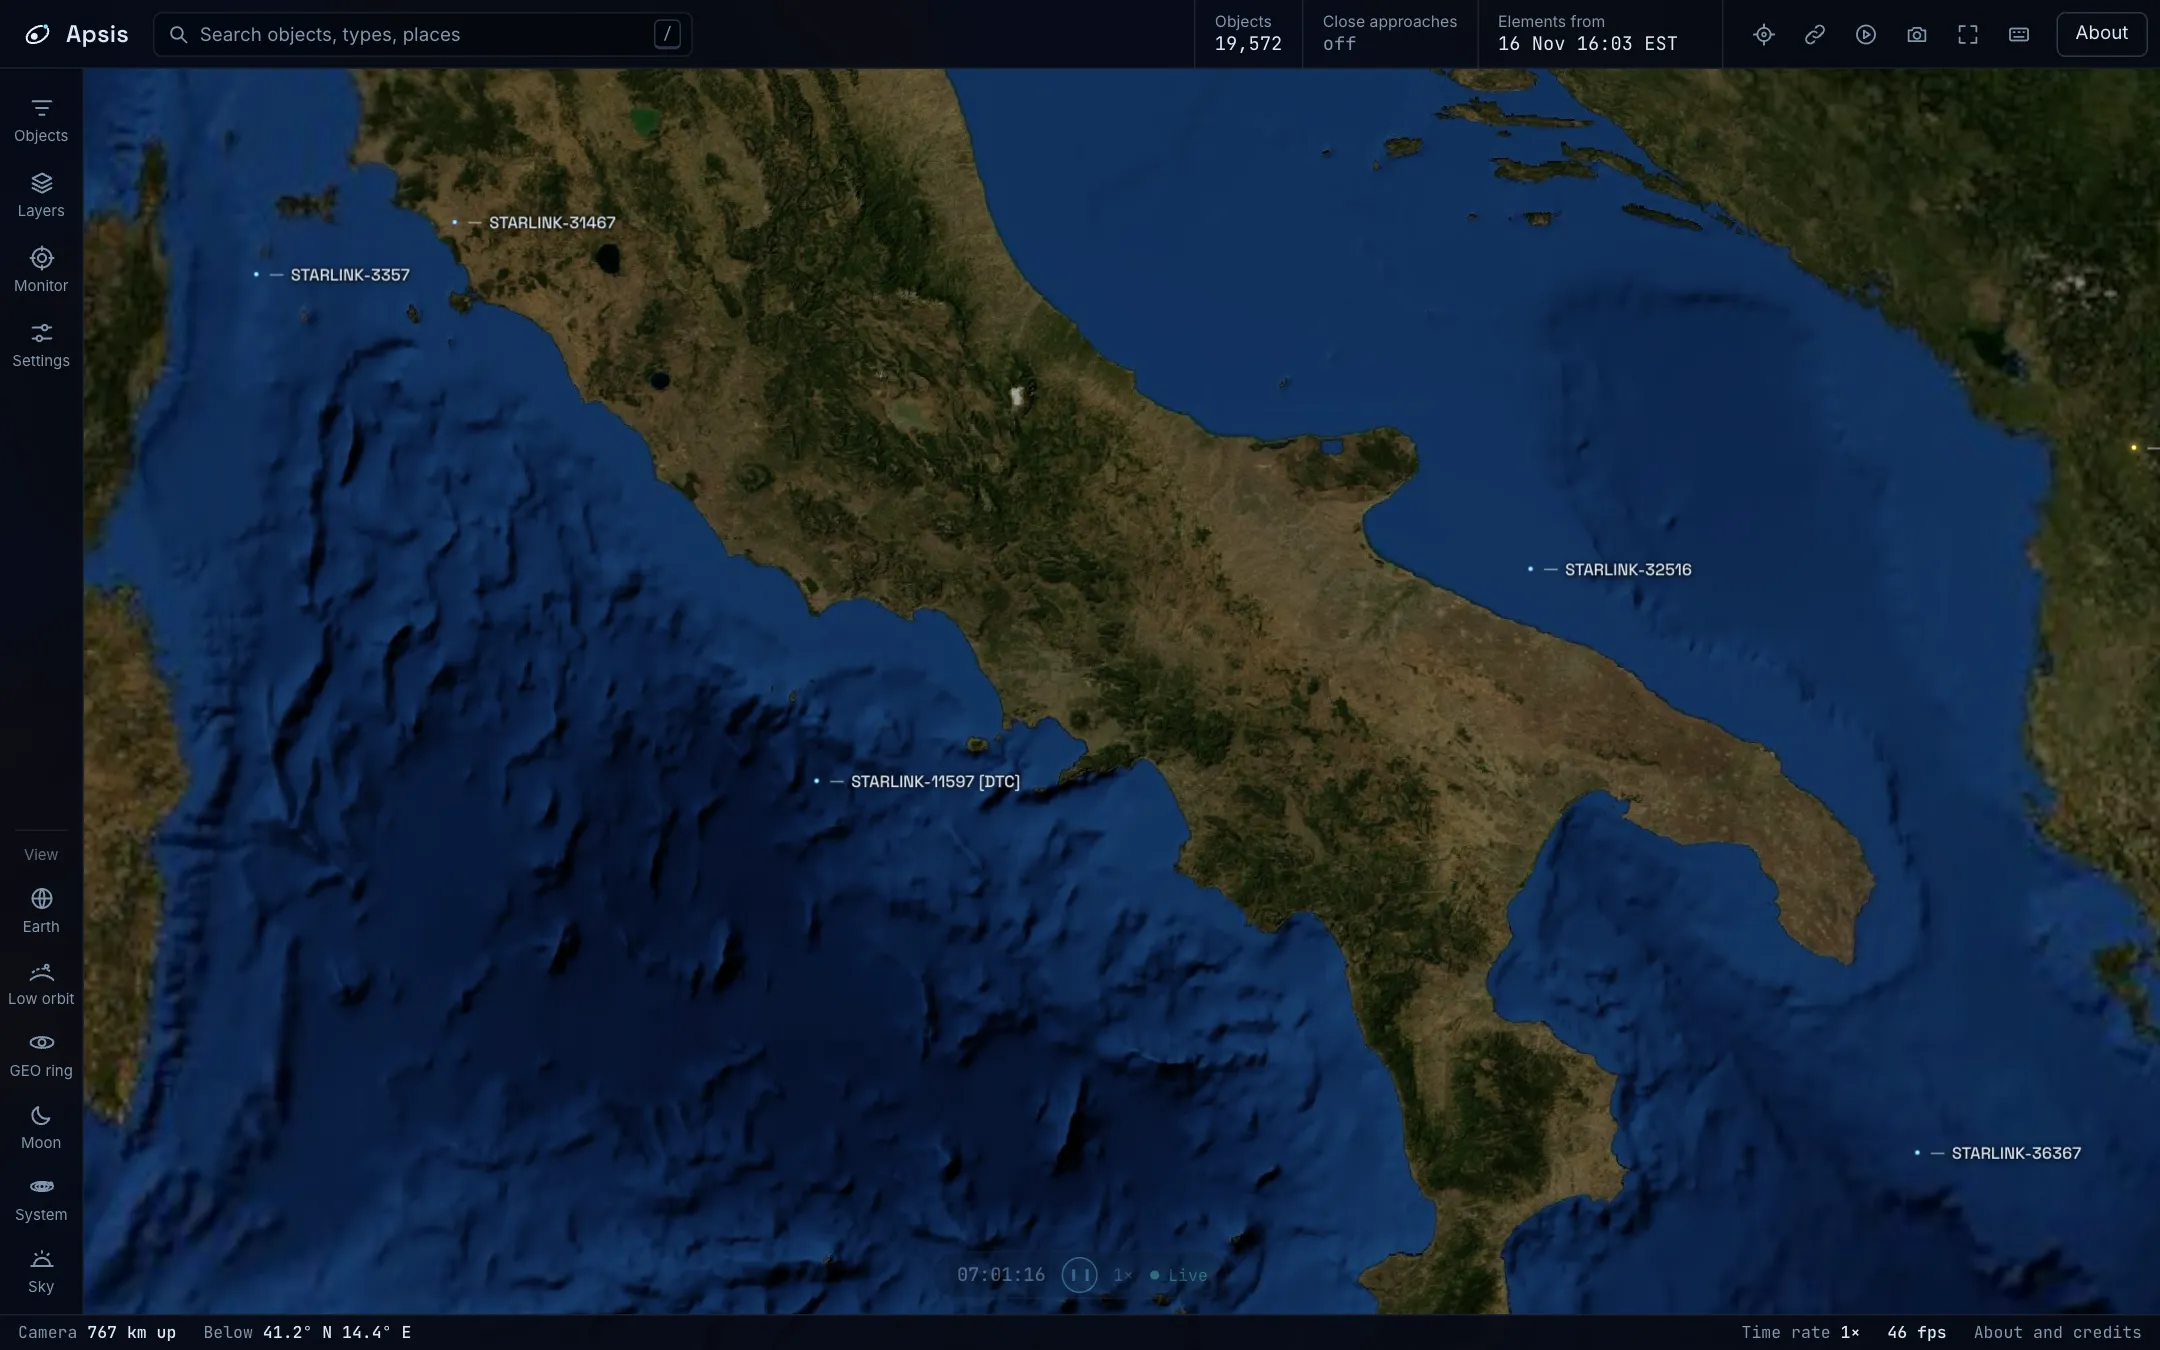 Apsis
Search objects, types, places
/
Objects
19,572
Close approaches
off
Elements from
16 Nov 16:03 EST
About
Objects
Layers
Monitor
Settings
STARLINK-31467
STARLINK-3357
STARLINK-32516
STARLINK-11597 [DTC]
STARLINK-36367
View
Earth
Low orbit
GEO ring
Moon
System
Sky
07:01:16
1×
Live
Camera 767 km up
Below 41.2° N 14.4° E
Time rate 1×
46 fps
About and credits